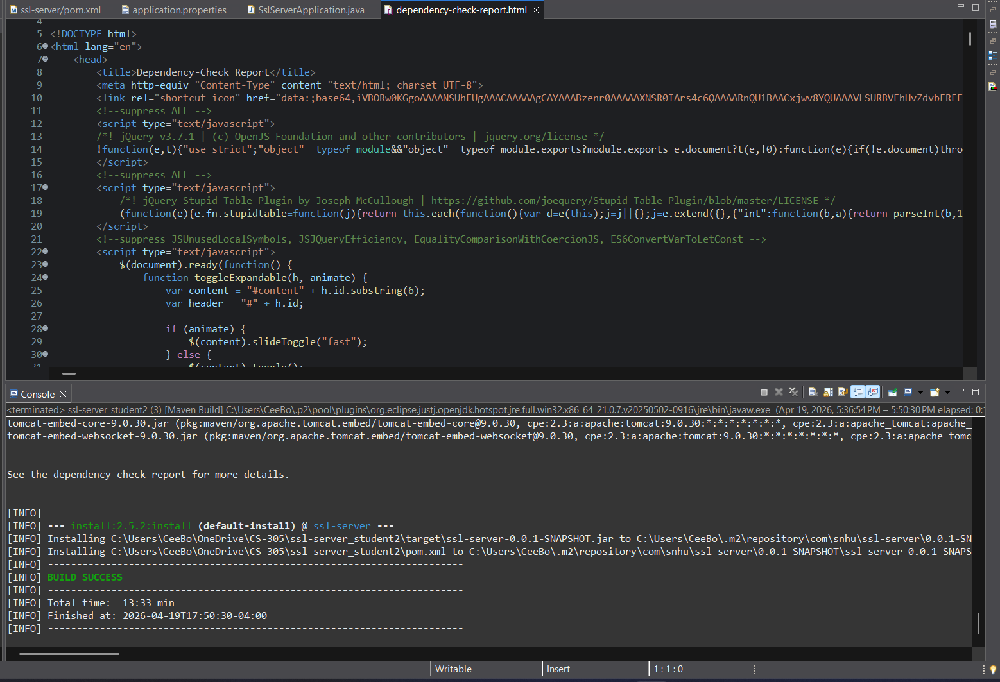 ssl-server/pom.xml application.properties SslServerApplication.java dependency-check-report.html
4
5 <!DOCTYPE html>
6 <html lang="en">
7 <head>
8 <title>Dependency-Check Report</title>
9 <meta http-equiv="Content-Type" content="text/html; charset=UTF-8">
10 <link rel="shortcut icon" href="data:;base64,iVBORw0KGgoAAAANSUhEUgAAACAAAAAgCAYAAABzenr0AAAAAXNSR0IArs4c6QAAAARnQU1BAACxjwv8YQUAAAVLSURBVFhHvZdvbFRFE
11 <!--suppress ALL -->
12 <script type="text/javascript">
13 /*! jQuery v3.7.1 | (c) OpenJS Foundation and other contributors | jquery.org/license */
14 !function(e,t){"use strict";"object"==typeof module&&"object"==typeof module.exports?module.exports=e.document?t(e,!0):function(e){if(!e.document)throw
15 </script>
16 <!--suppress ALL -->
17 <script type="text/javascript">
18 /*! jQuery Stupid Table Plugin by Joseph McCullough | https://github.com/joequery/Stupid-Table-Plugin/blob/master/LICENSE */
19 (function(e){e.fn.stupidtable=function(j){return this.each(function(){var d=e(this);j=j||{};j=e.extend({},{"int":function(b,a){return parseInt(b,1
20 </script>
21 <!--suppress JSUnusedLocalSymbols, JSJQueryEfficiency, EqualityComparisonWithCoercionJS, ES6ConvertVarToLetConst -->
22 <script type="text/javascript">
23 $(document).ready(function() {
24 function toggleExpandable(h, animate) {
25 var content = "#content" + h.id.substring(6);
26 var header = "#" + h.id;
27
28 if (animate) {
29 $(content).slideToggle("fast");
30 } else {
31 $(content).toggle();
Console
<terminated> ssl-server_student2 (3) [Maven Build] C:\Users\CeeBo\.p2\pool\plugins\org.eclipse.justj.openjdk.hotspot.jre.full.win32.x86_64_21.0.7.v20250502-0916\jre\bin\javaw.exe (Apr 19, 2026, 5:36:54 PM – 5:50:30 PM elapsed: 0:1
tomcat-embed-core-9.0.30.jar (pkg:maven/org.apache.tomcat.embed/tomcat-embed-core@9.0.30, cpe:2.3:a:apache:tomcat:9.0.30:*:*:*:*:*:*:*, cpe:2.3:a:apache_tomcat:apache_
tomcat-embed-websocket-9.0.30.jar (pkg:maven/org.apache.tomcat.embed/tomcat-embed-websocket@9.0.30, cpe:2.3:a:apache:tomcat:9.0.30:*:*:*:*:*:*:*, cpe:2.3:a:apache_tomc
See the dependency-check report for more details.
[INFO]
[INFO] --- install:2.5.2:install (default-install) @ ssl-server ---
[INFO] Installing C:\Users\CeeBo\OneDrive\CS-305\ssl-server_student2\target\ssl-server-0.0.1-SNAPSHOT.jar to C:\Users\CeeBo\.m2\repository\com\snhu\ssl-server\0.0.1-SN
[INFO] Installing C:\Users\CeeBo\OneDrive\CS-305\ssl-server_student2\pom.xml to C:\Users\CeeBo\.m2\repository\com\snhu\ssl-server\0.0.1-SNAPSHOT\ssl-server-0.0.1-SNAPS
[INFO] ------------------------------------------------------------------------
[INFO] BUILD SUCCESS
[INFO] ------------------------------------------------------------------------
[INFO] Total time:  13:33 min
[INFO] Finished at: 2026-04-19T17:50:30-04:00
[INFO] ------------------------------------------------------------------------
Writable Insert 1 : 1 : 0